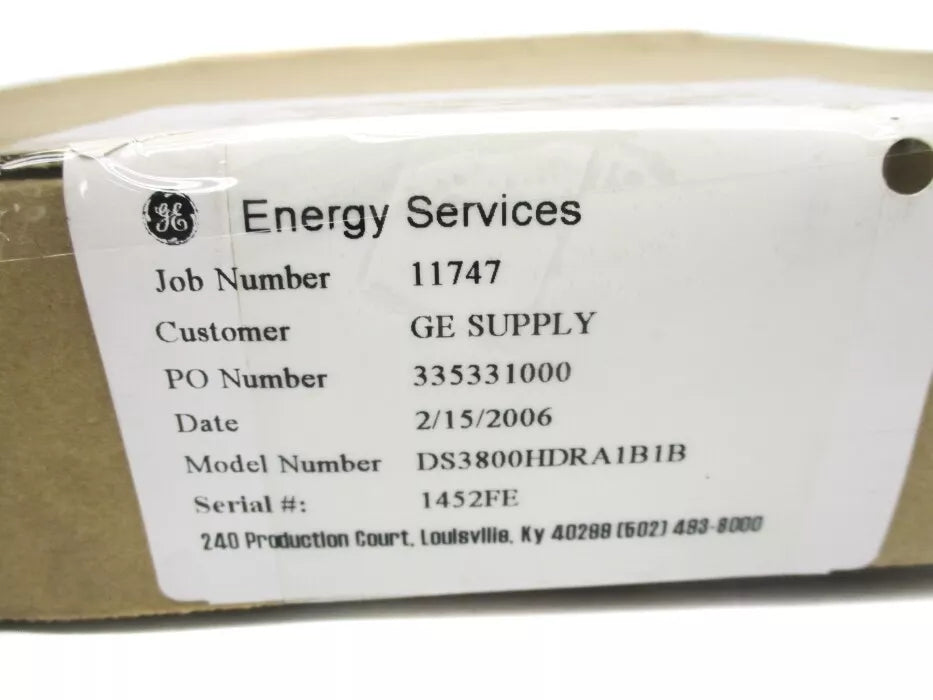 GE Energy Services
Job Number 11747
Customer GE SUPPLY
PO Number 335331000
Date 2/15/2006
Model Number DS3800HDRA1B1B
Serial #: 1452FE
240 Production Court, Louisville, Ky 40299 (502) 493-8000